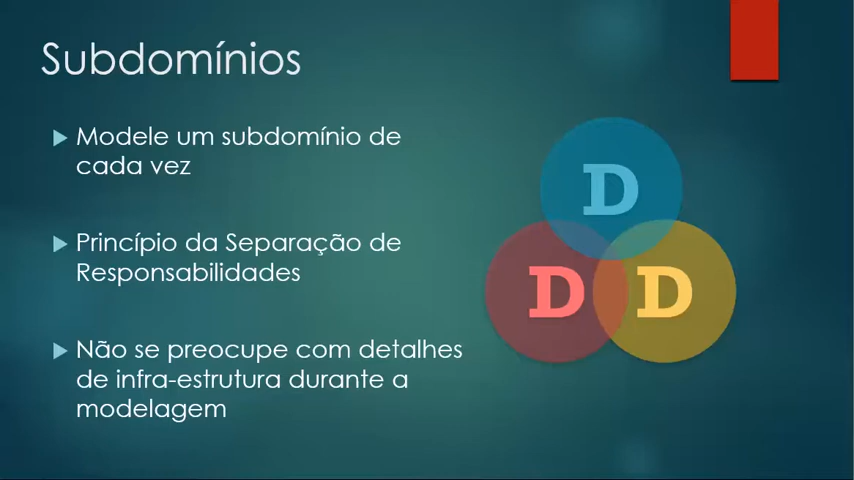 Subdomínios
Modele um subdomínio de
cada vez
Princípio da Separação de
Responsabilidades
Não se preocupe com detalhes
de infra-estrutura durante a
modelagem
D
D D